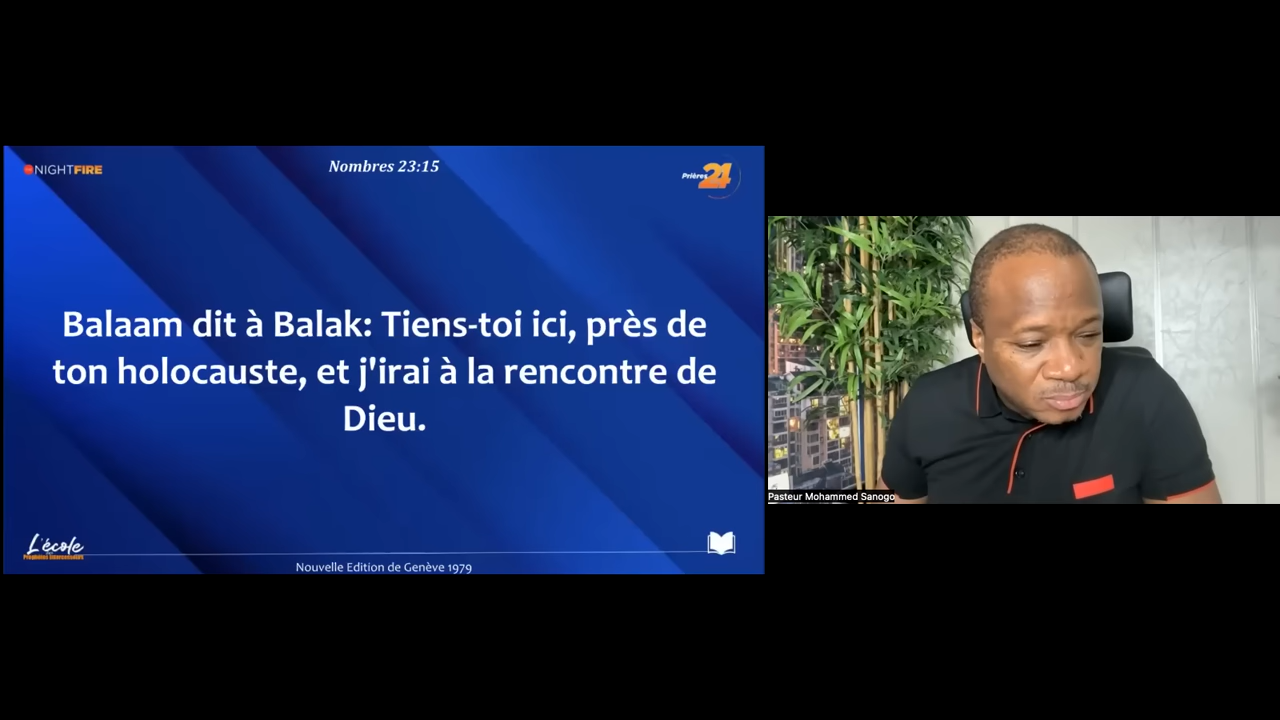 NIGHTFIRE
Nombres 23:15
Prières 24
Balaam dit à Balak: Tiens-toi ici, près de
ton holocauste, et j'irai à la rencontre de
Dieu.
L'école
Nouvelle Edition de Genève 1979
Pasteur Mohammed Sanogo